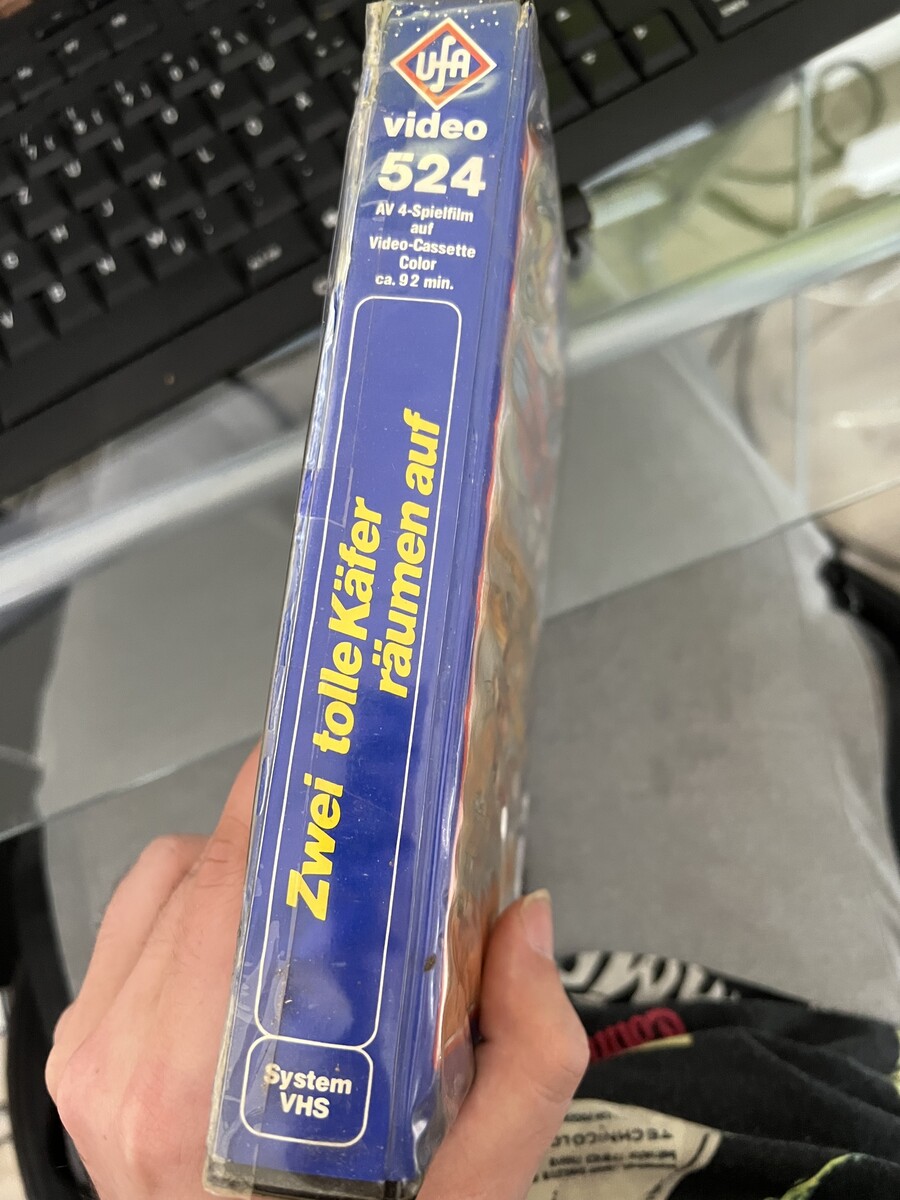 UfA
video
524
AV 4-Spielfilm
auf
Video-Cassette
Color
ca. 92 min.
Zwei tolle Käfer
räumen auf
System
VHS
TECHNICOLO